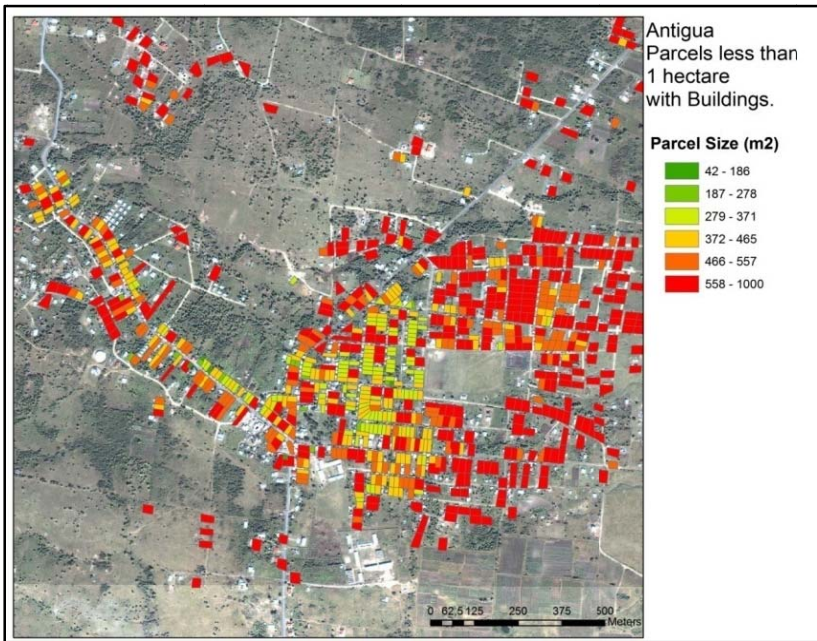 Antigua
Parcels less than
1 hectare
with Buildings.
Parcel Size (m2)
42 - 186
187 - 278
279 - 371
372 - 465
466 - 557
558 - 1000
0 62.5 125 250 375 500
Meters